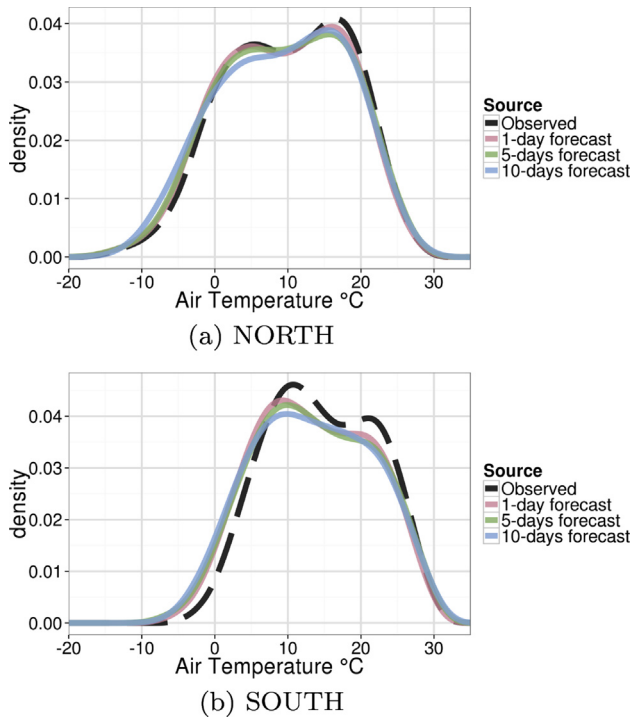 0.04
0.03
0.02
0.01
0.00
density
-20 -10 0 10 20 30
Air Temperature °C
Source
Observed
1-day forecast
5-days forecast
10-days forecast
(a) NORTH
0.04
0.03
0.02
0.01
0.00
density
-20 -10 0 10 20 30
Air Temperature °C
Source
Observed
1-day forecast
5-days forecast
10-days forecast
(b) SOUTH